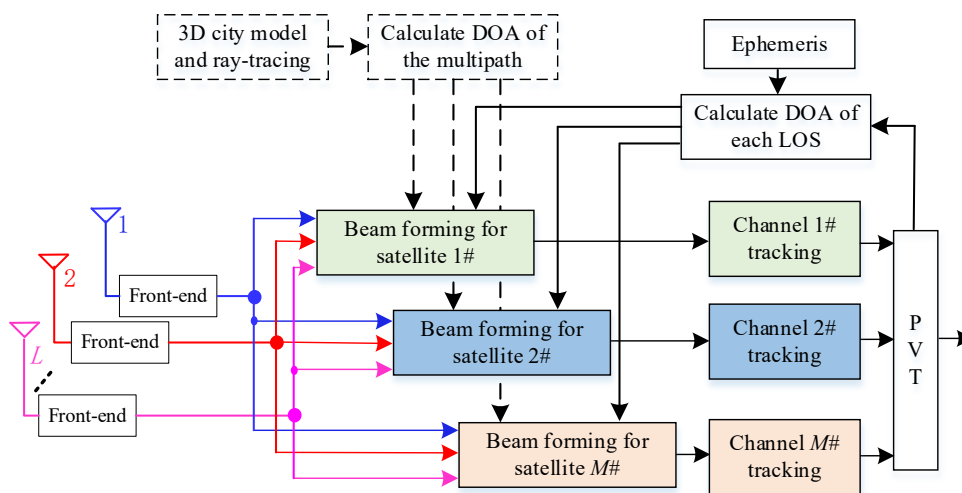 3D city model
and ray-tracing
Calculate DOA of
the multipath
Ephemeris
Calculate DOA of
each LOS
1
2
L
Front-end
Front-end
Front-end
Beam forming for
satellite 1#
Beam forming for
satellite 2#
Beam forming for
satellite M#
Channel 1#
tracking
Channel 2#
tracking
Channel M#
tracking
P
V
T